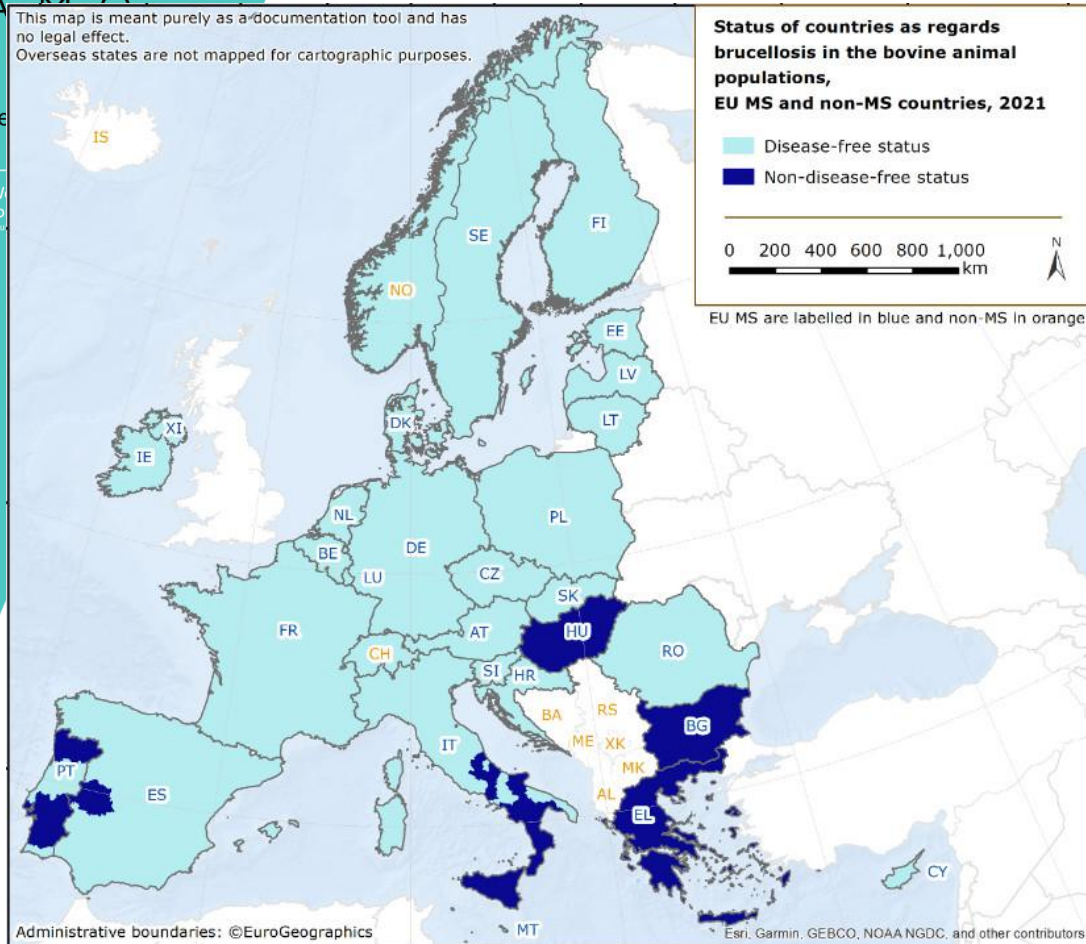 This map is meant purely as a documentation tool and has
no legal effect.
Overseas states are not mapped for cartographic purposes.
Status of countries as regards
brucellosis in the bovine animal
populations,
EU MS and non-MS countries, 2021
Disease-free status
Non-disease-free status
0 200 400 600 800 1,000
km
N
EU MS are labelled in blue and non-MS in orange
IS
NO
SE
FI
EE
LV
LT
DK
XI
IE
NL
BE
LU
DE
PL
CZ
SK
FR
CH
AT
HU
RO
SI
HR
BA
RS
ME
XK
MK
AL
BG
IT
PT
ES
EL
CY
MT
Administrative boundaries: ©EuroGeographics
Esri, Garmin, GEBCO, NOAA NGDC, and other contributors